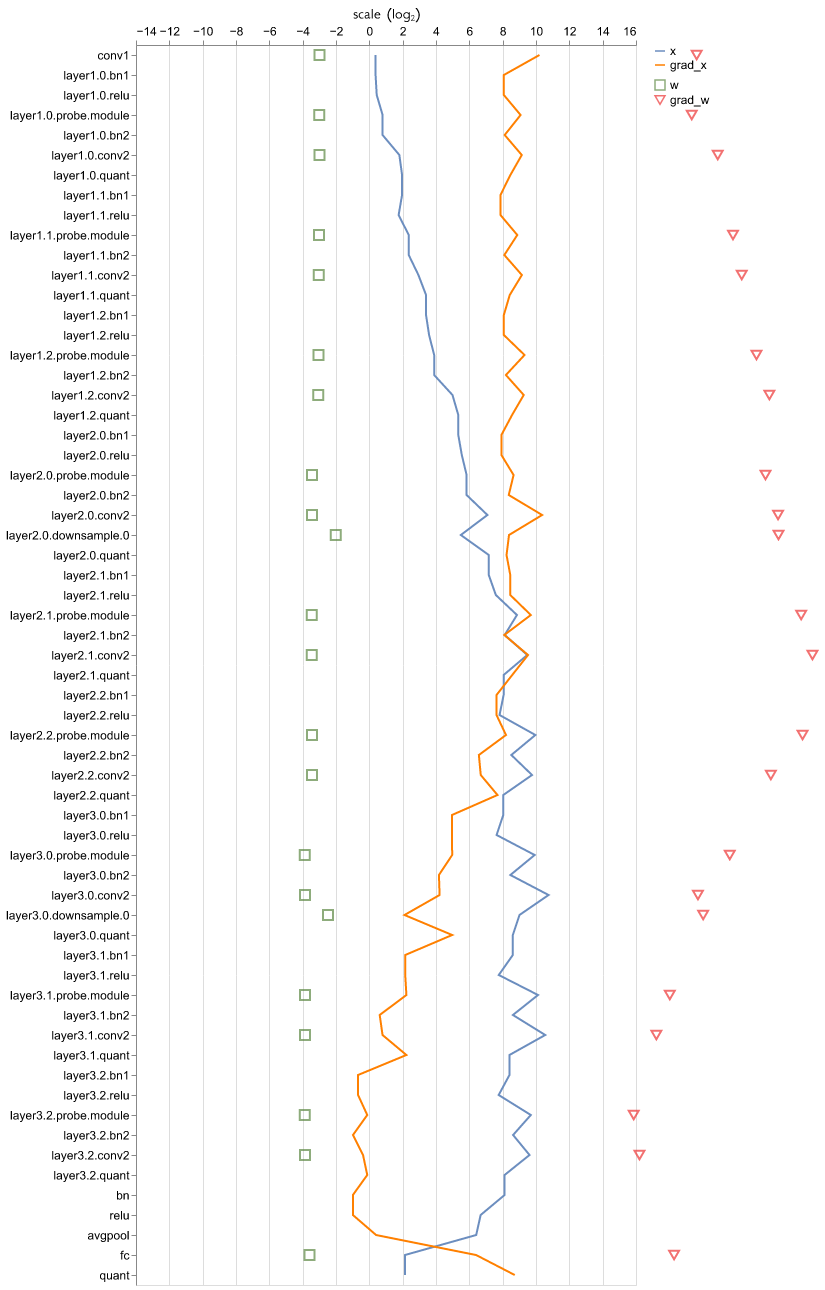 scale (log2)
−14 −12 −10 −8 −6 −4 −2 0 2 4 6 8 10 12 14 16
x
grad_x
w
grad_w
conv1
layer1.0.bn1
layer1.0.relu
layer1.0.probe.module
layer1.0.bn2
layer1.0.conv2
layer1.0.quant
layer1.1.bn1
layer1.1.relu
layer1.1.probe.module
layer1.1.bn2
layer1.1.conv2
layer1.1.quant
layer1.2.bn1
layer1.2.relu
layer1.2.probe.module
layer1.2.bn2
layer1.2.conv2
layer1.2.quant
layer2.0.bn1
layer2.0.relu
layer2.0.probe.module
layer2.0.bn2
layer2.0.conv2
layer2.0.downsample.0
layer2.0.quant
layer2.1.bn1
layer2.1.relu
layer2.1.probe.module
layer2.1.bn2
layer2.1.conv2
layer2.1.quant
layer2.2.bn1
layer2.2.relu
layer2.2.probe.module
layer2.2.bn2
layer2.2.conv2
layer2.2.quant
layer3.0.bn1
layer3.0.relu
layer3.0.probe.module
layer3.0.bn2
layer3.0.conv2
layer3.0.downsample.0
layer3.0.quant
layer3.1.bn1
layer3.1.relu
layer3.1.probe.module
layer3.1.bn2
layer3.1.conv2
layer3.1.quant
layer3.2.bn1
layer3.2.relu
layer3.2.probe.module
layer3.2.bn2
layer3.2.conv2
layer3.2.quant
bn
relu
avgpool
fc
quant